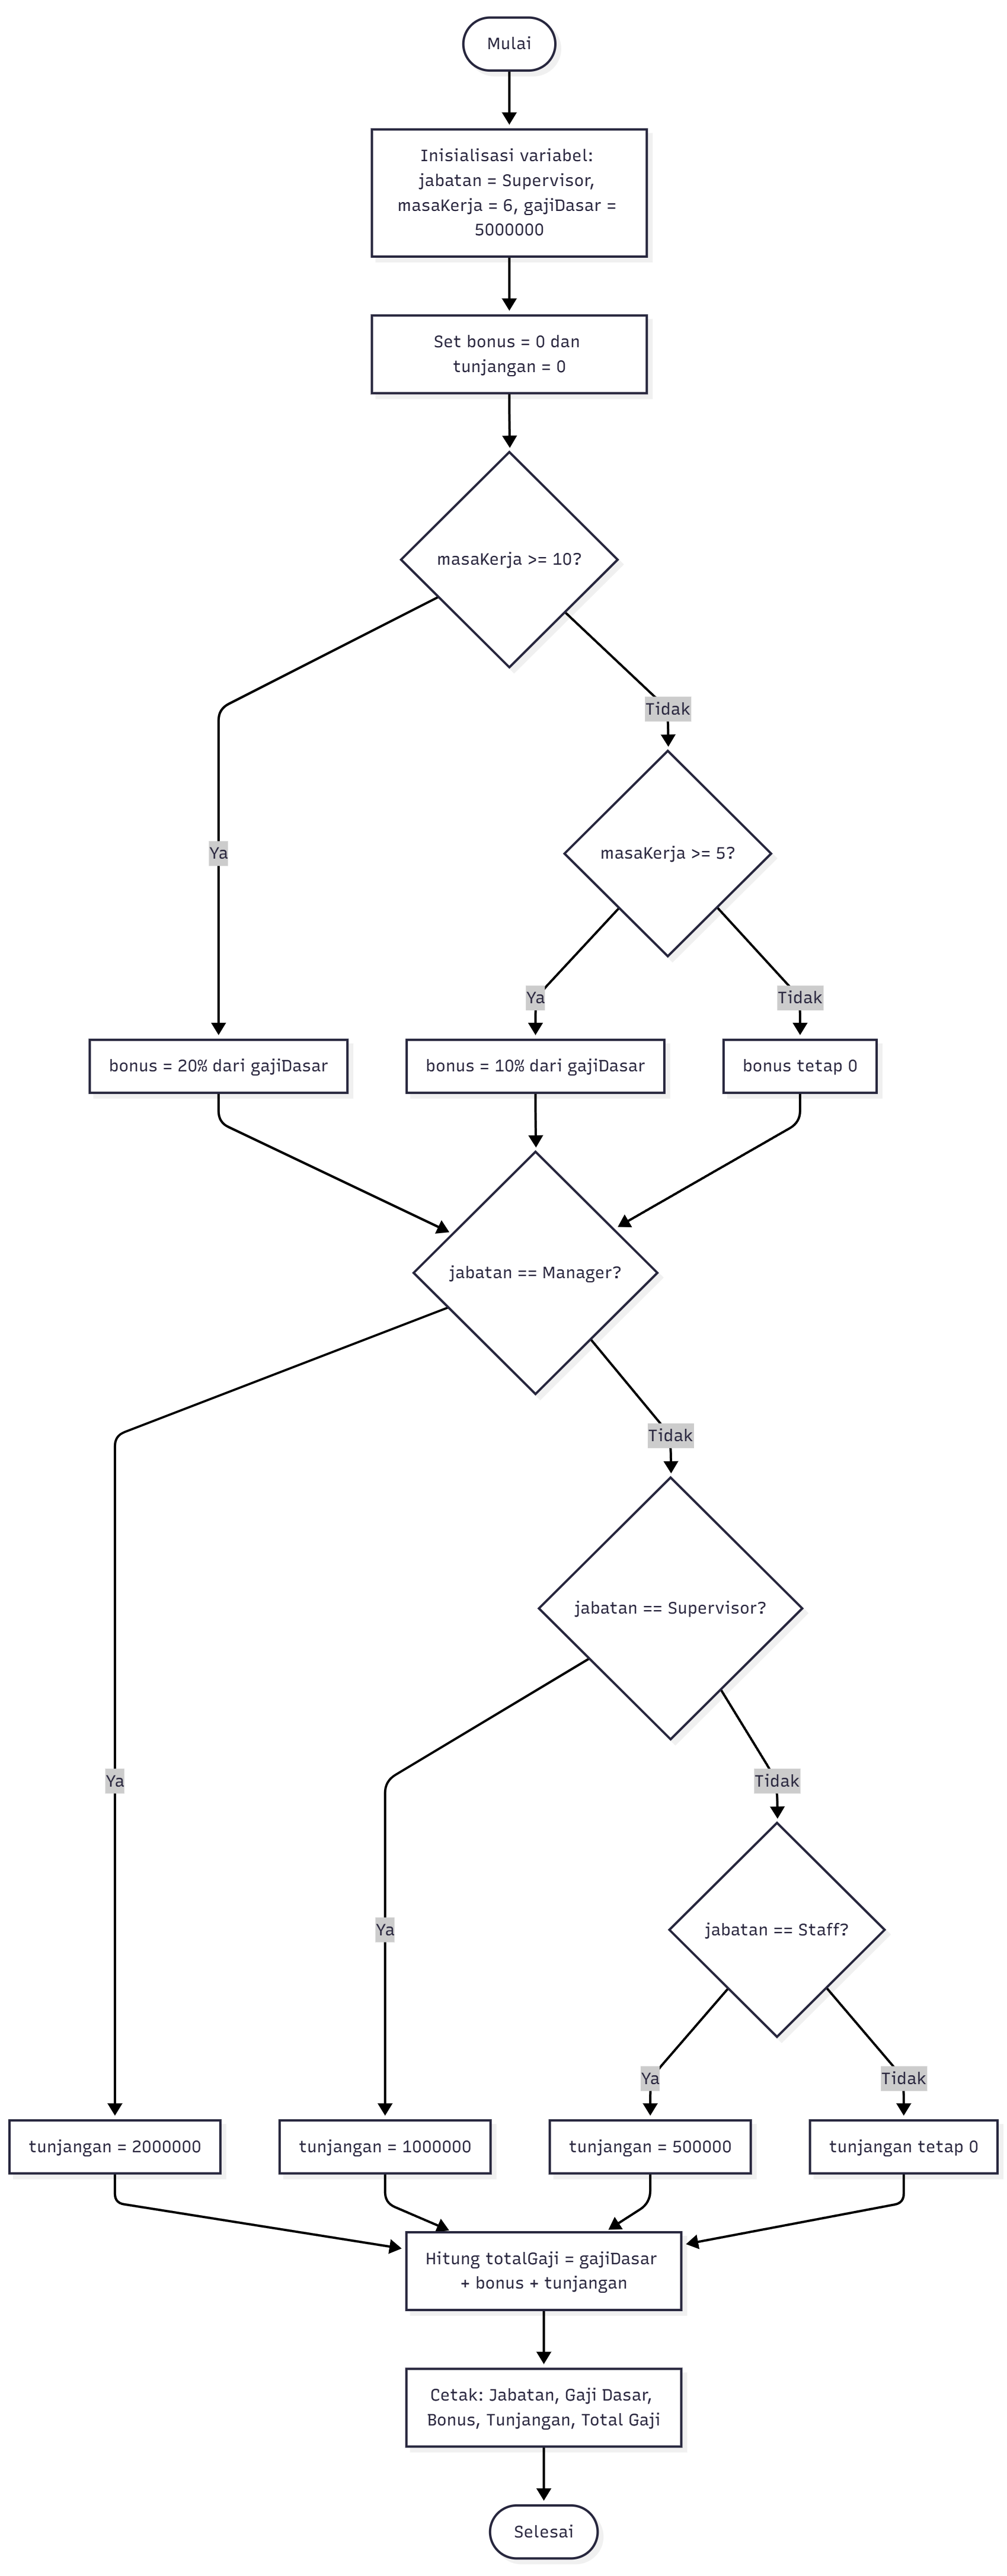 Mulai
Inisialisasi variabel:
jabatan = Supervisor,
masaKerja = 6, gajiDasar =
5000000
Set bonus = 0 dan
tunjangan = 0
masaKerja >= 10?
Tidak
Ya
masaKerja >= 5?
Ya
Tidak
bonus = 20% dari gajiDasar
bonus = 10% dari gajiDasar
bonus tetap 0
jabatan == Manager?
Tidak
jabatan == Supervisor?
Ya
Tidak
Ya
jabatan == Staff?
Ya
Tidak
tunjangan = 2000000
tunjangan = 1000000
tunjangan = 500000
tunjangan tetap 0
Hitung totalGaji = gajiDasar
+ bonus + tunjangan
Cetak: Jabatan, Gaji Dasar,
Bonus, Tunjangan, Total Gaji
Selesai